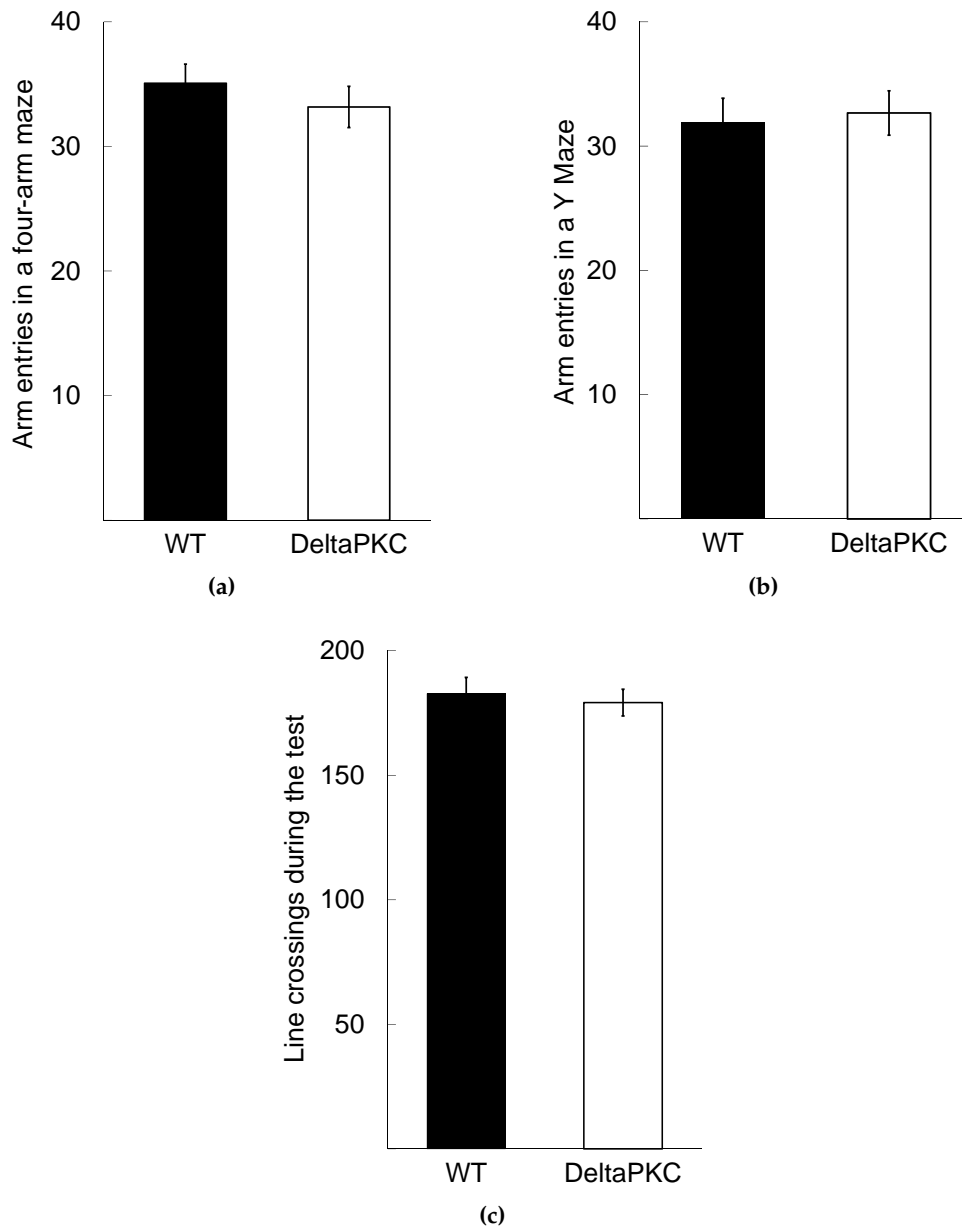 Arm entries in a four-arm maze
40
30
20
10
WT
DeltaPKC
(a)
Arm entries in a Y Maze
40
30
20
10
WT
DeltaPKC
(b)
Line crossings during the test
200
150
100
50
WT
DeltaPKC
(c)